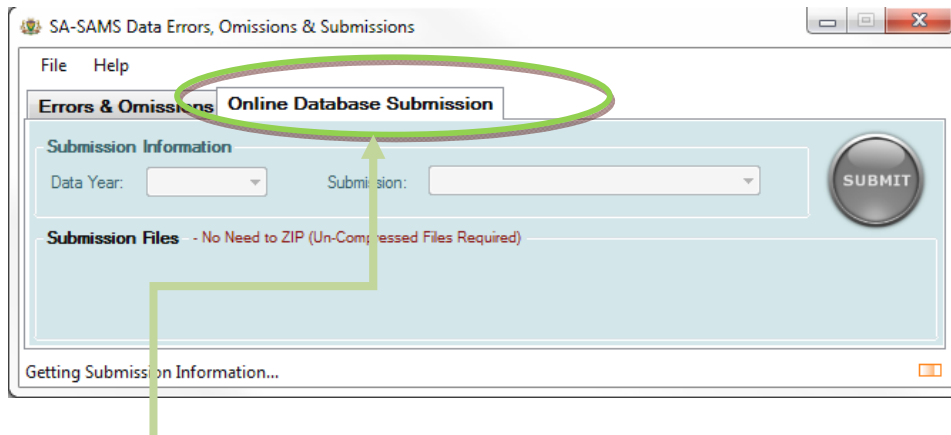 SA-SAMS Data Errors, Omissions & Submissions
File Help
Errors & Omissions Online Database Submission
Submission Information
Data Year: Submission:
SUBMIT
Submission Files - No Need to ZIP (Un-Compressed Files Required)
Getting Submission Information...